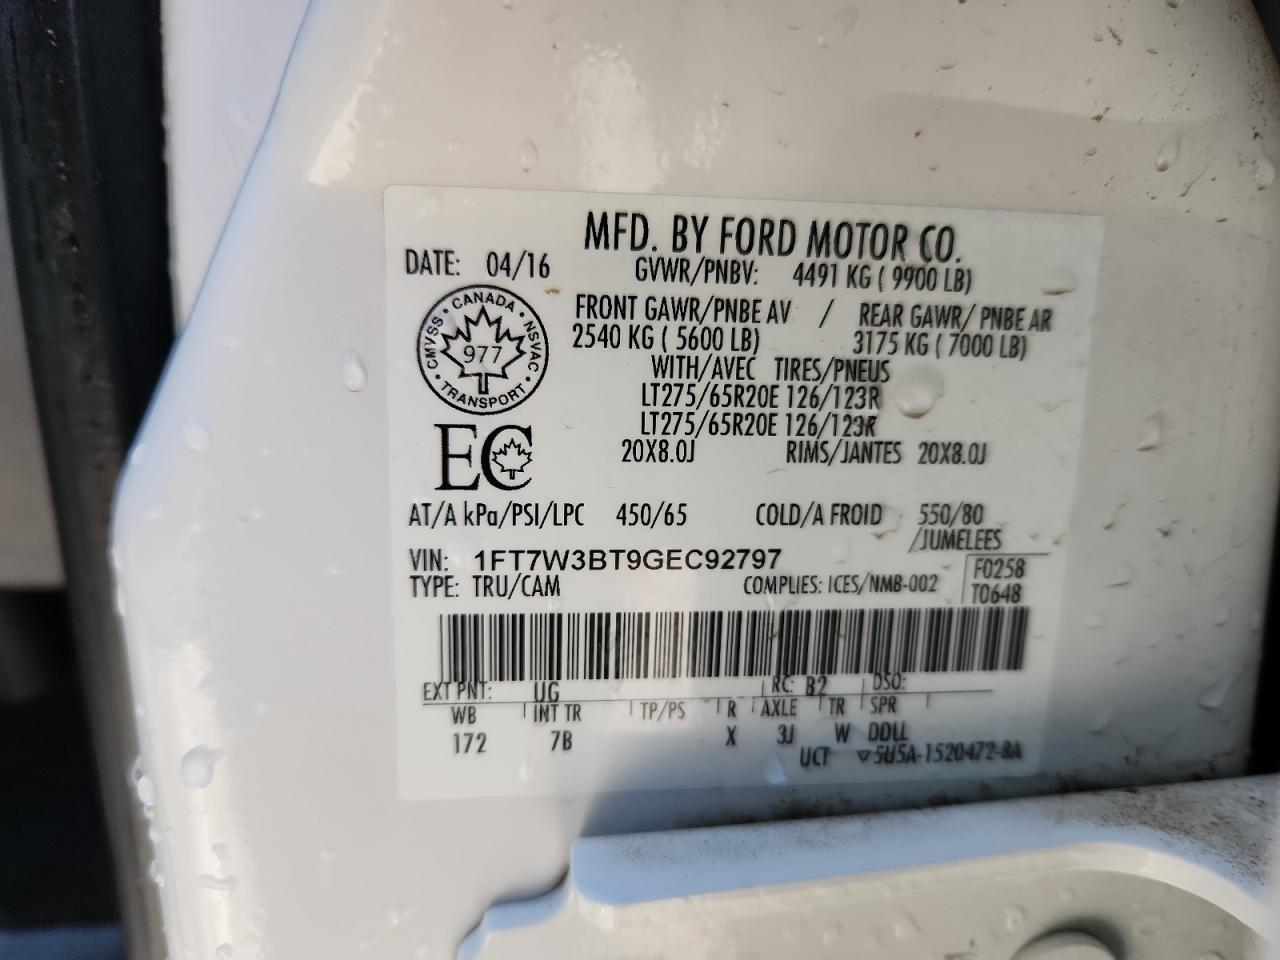 MFD. BY FORD MOTOR CO.
DATE: 04/16 GVWR/PNBV: 4491 KG ( 9900 LB)
FRONT GAWR/PNBE AV / REAR GAWR/ PNBE AR
2540 KG ( 5600 LB) 3175 KG ( 7000 LB)
WITH/AVEC TIRES/PNEUS
LT275/65R20E 126/123R
LT275/65R20E 126/123R
20X8.0J RIMS/JANTES 20X8.0J
CANADA • NSVAC • TRANSPORT • CMVSS •
977
EC
AT/A kPa/PSI/LPC 450/65 COLD/A FROID 550/80
/JUMELEES
VIN: 1FT7W3BT9GEC92797
F0258
TYPE: TRU/CAM COMPLIES: ICES/NMB-002 T0648
EXT PNT: UG RC: B2 DSO:
WB INT TR TP/PS R AXLE TR SPR
172 7B X 3J W DDLL
UCT ▽5U5A-1520472-BA